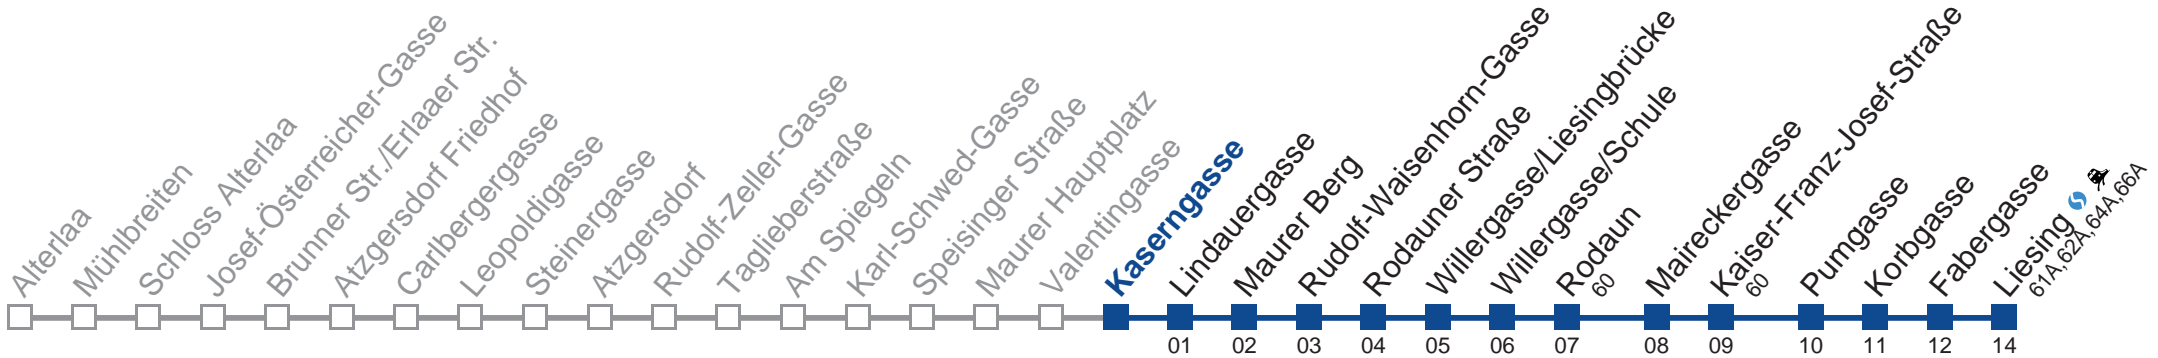 Alterlaa
Mühlbreiten
Schloss Alterlaa
Josef-Österreicher-Gasse
Brunner Str./Erlaaer Str.
Atzgersdorf Friedhof
Carlbergergasse
Leopoldigasse
Steinergasse
Atzgersdorf
Rudolf-Zeller-Gasse
Taglieberstraße
Am Spiegeln
Karl-Schwed-Gasse
Speisinger Straße
Maurer Hauptplatz
Valentingasse
Kaserngasse
Lindauergasse
Maurer Berg
Rudolf-Waisenhorn-Gasse
Rodauner Straße
Willergasse/Liesingbrücke
Willergasse/Schule
Rodaun
60
Maireckergasse
Kaiser-Franz-Josef-Straße
60
Pumgasse
Korbgasse
Fabergasse
Liesing
61A, 62A, 64A, 66A
01 02 03 04 05 06 07 08 09 10 11 12 14